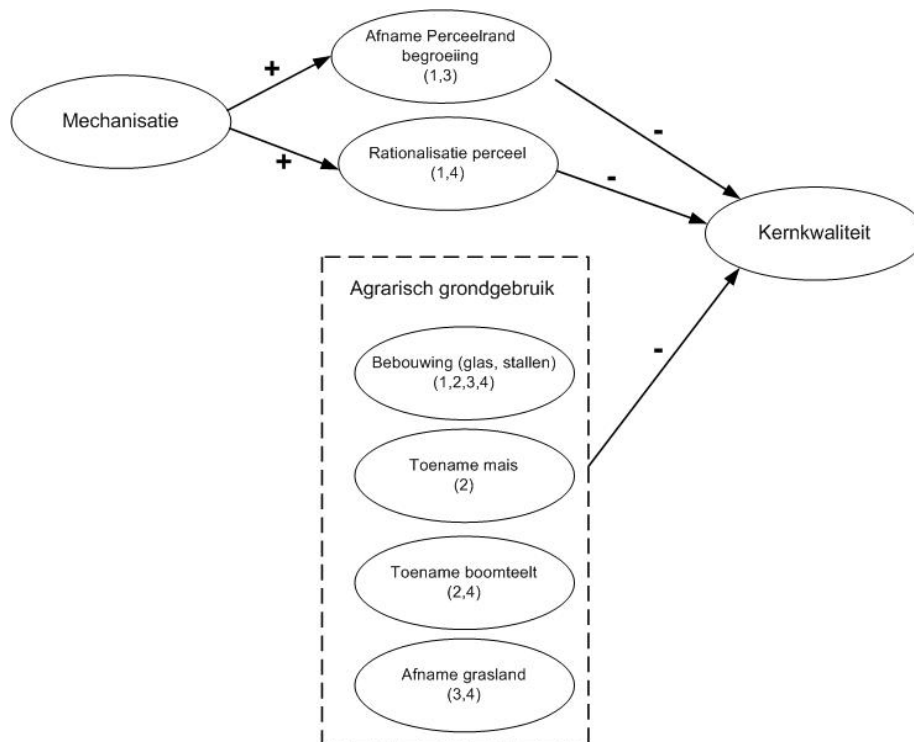 Afname Perceelrand
begroeiing
(1,3)
+
Mechanisatie
-
Rationalisatie perceel
(1,4)
+
-
Kernkwaliteit
Agrarisch grondgebruik
-
Bebouwing (glas, stallen)
(1,2,3,4)
Toename mais
(2)
Toename boomteelt
(2,4)
Afname grasland
(3,4)